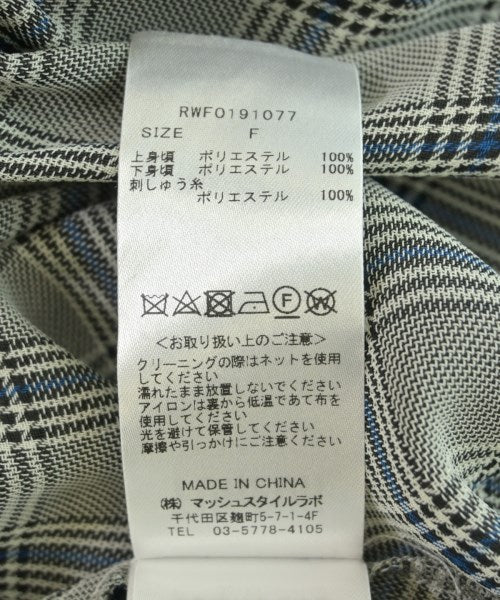 RWFO191077
SIZE F
上身頃 ポリエステル 100%
下身頃 ポリエステル 100%
刺しゅう糸
ポリエステル 100%
F W
<お取り扱い上のご注意>
クリーニングの際はネットを使用
してください
濡れたまま放置しないでください
アイロンは裏から低温であて布を
使用してください
光を避けて保管してください
摩擦や引っかけにご注意ください
MADE IN CHINA
(株) マッシュスタイルラボ
千代田区麹町5-7-1-4F
TEL 03-5778-4105